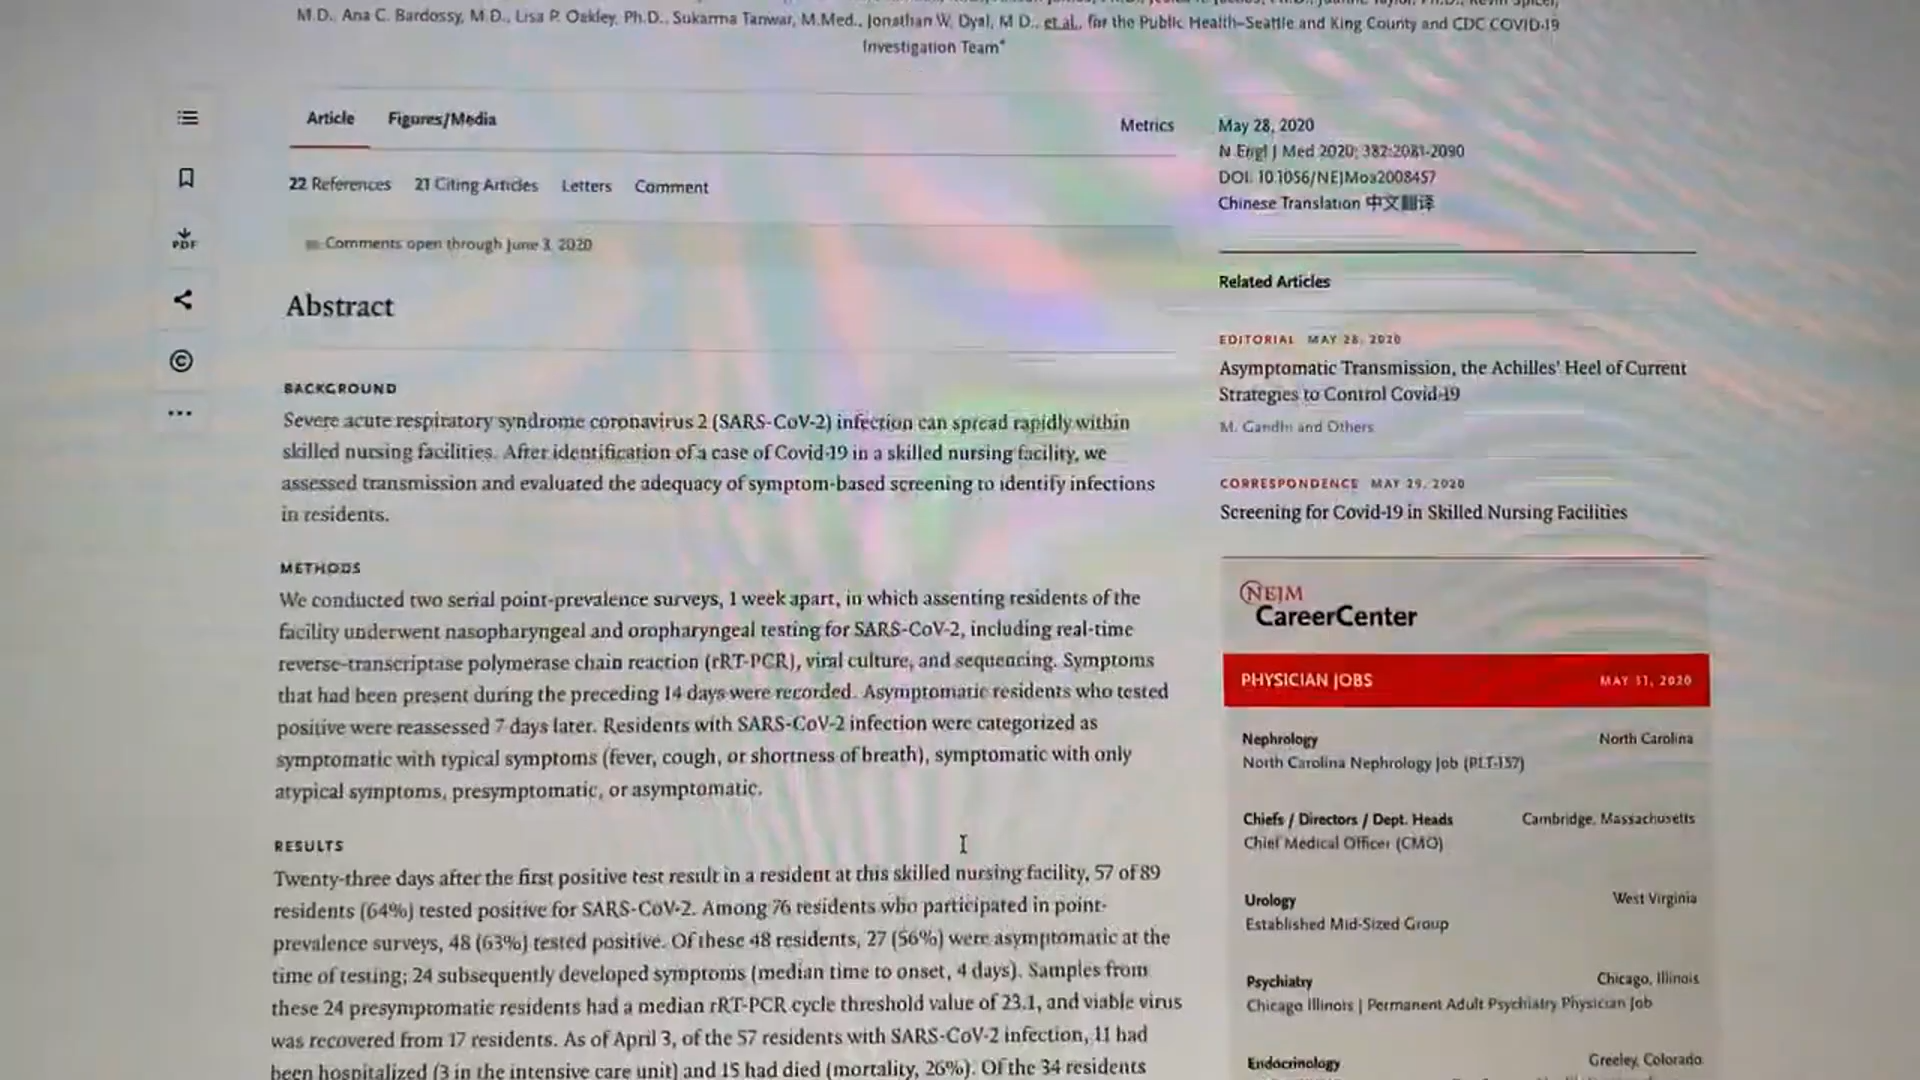 M.D., Ana C. Bardossy, M.D., Lisa P. Oakley, Ph.D., Sukarma Tanwar, M.Med., Jonathan W. Dyal, M.D., et al., for the Public Health–Seattle and King County and CDC COVID-19
Investigation Team*
Article Figures/Media
Metrics
22 References 21 Citing Articles Letters Comment
Comments open through June 3, 2020
Abstract
BACKGROUND
Severe acute respiratory syndrome coronavirus 2 (SARS-CoV-2) infection can spread rapidly within
skilled nursing facilities. After identification of a case of Covid-19 in a skilled nursing facility, we
assessed transmission and evaluated the adequacy of symptom-based screening to identify infections
in residents.
METHODS
We conducted two serial point-prevalence surveys, 1 week apart, in which assenting residents of the
facility underwent nasopharyngeal and oropharyngeal testing for SARS-CoV-2, including real-time
reverse-transcriptase polymerase chain reaction (rRT-PCR), viral culture, and sequencing. Symptoms
that had been present during the preceding 14 days were recorded. Asymptomatic residents who tested
positive were reassessed 7 days later. Residents with SARS-CoV-2 infection were categorized as
symptomatic with typical symptoms (fever, cough, or shortness of breath), symptomatic with only
atypical symptoms, presymptomatic, or asymptomatic.
RESULTS
Twenty-three days after the first positive test result in a resident at this skilled nursing facility, 57 of 89
residents (64%) tested positive for SARS-CoV-2. Among 76 residents who participated in point-
prevalence surveys, 48 (63%) tested positive. Of these 48 residents, 27 (56%) were asymptomatic at the
time of testing; 24 subsequently developed symptoms (median time to onset, 4 days). Samples from
these 24 presymptomatic residents had a median rRT-PCR cycle threshold value of 23.1, and viable virus
was recovered from 17 residents. As of April 3, of the 57 residents with SARS-CoV-2 infection, 11 had
been hospitalized (3 in the intensive care unit) and 15 had died (mortality, 26%). Of the 34 residents
PDF
May 28, 2020
N Engl J Med 2020; 382:2081-2090
DOI: 10.1056/NEJMoa2008457
Chinese Translation 中文翻译
Related Articles
EDITORIAL MAY 28, 2020
Asymptomatic Transmission, the Achilles' Heel of Current
Strategies to Control Covid-19
M. Gandhi and Others
CORRESPONDENCE MAY 29, 2020
Screening for Covid-19 in Skilled Nursing Facilities
NEJM
CareerCenter
PHYSICIAN JOBS MAY 31, 2020
Nephrology North Carolina
North Carolina Nephrology Job (PLT-157)
Chiefs / Directors / Dept. Heads Cambridge, Massachusetts
Chief Medical Officer (CMO)
Urology West Virginia
Established Mid-Sized Group
Psychiatry Chicago, Illinois
Chicago Illinois | Permanent Adult Psychiatry Physician Job
Endocrinology Greeley, Colorado